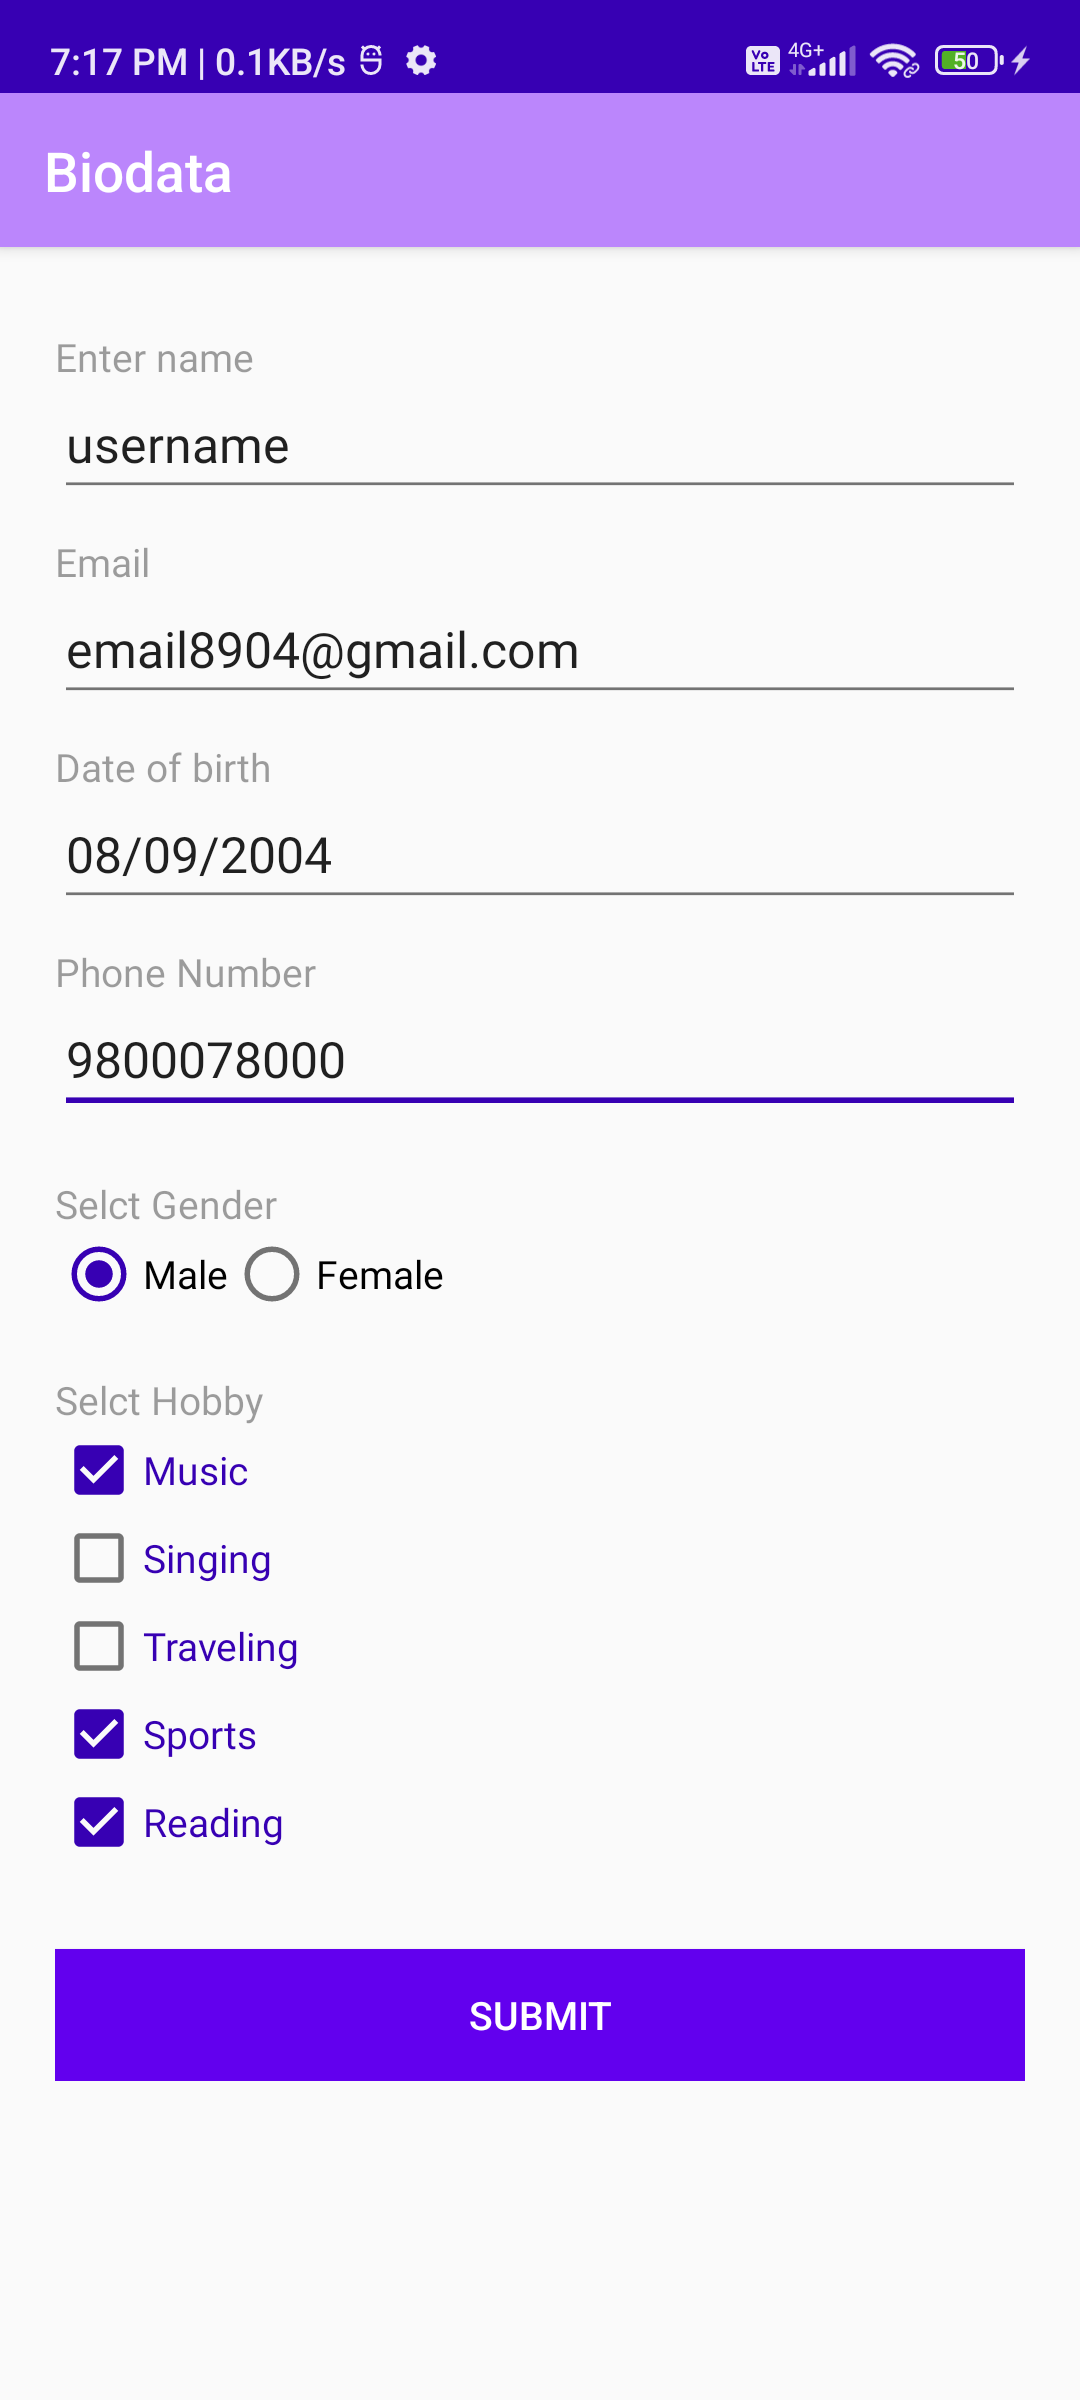 7:17 PM | 0.1KB/s Vo LTE 4G+ 50
Biodata
Enter name
username
Email
email8904@gmail.com
Date of birth
08/09/2004
Phone Number
9800078000
Selct Gender
Male Female
Selct Hobby
Music
Singing
Traveling
Sports
Reading
SUBMIT